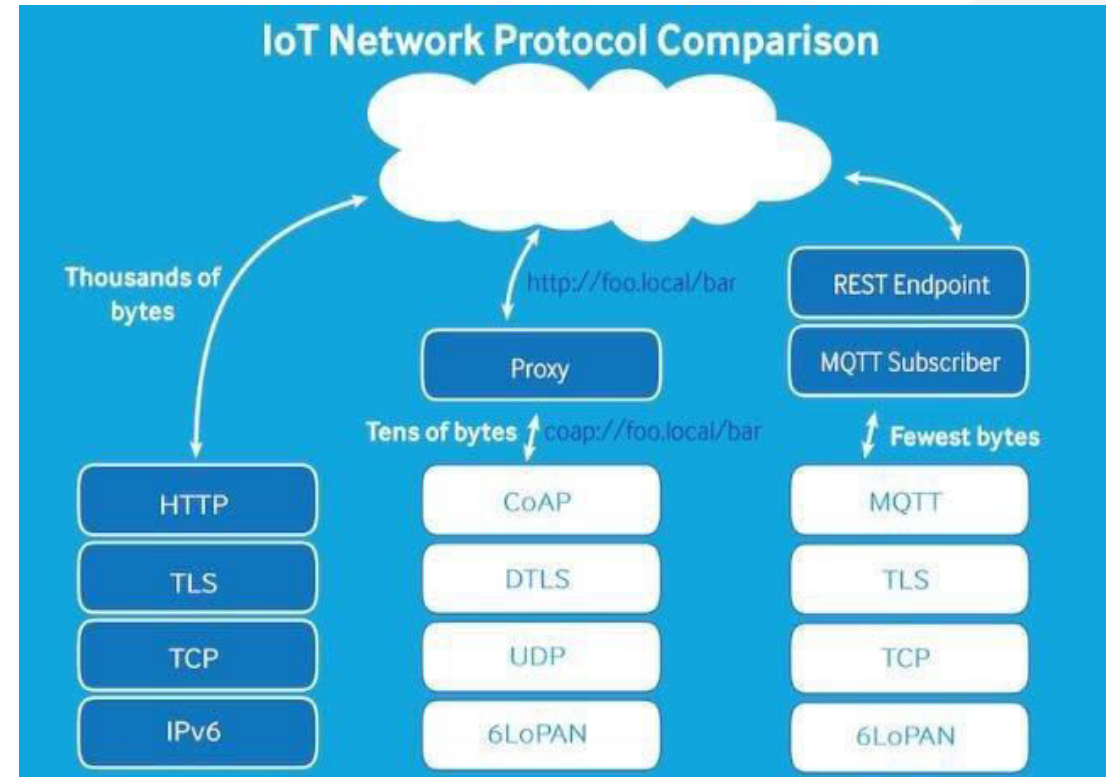 IoT Network Protocol Comparison
Thousands of
bytes
HTTP
TLS
TCP
IPv6
http://foo.local/bar
Proxy
Tens of bytes
coap://foo.local/bar
CoAP
DTLS
UDP
6LoPAN
REST Endpoint
MQTT Subscriber
Fewest bytes
MQTT
TLS
TCP
6LoPAN